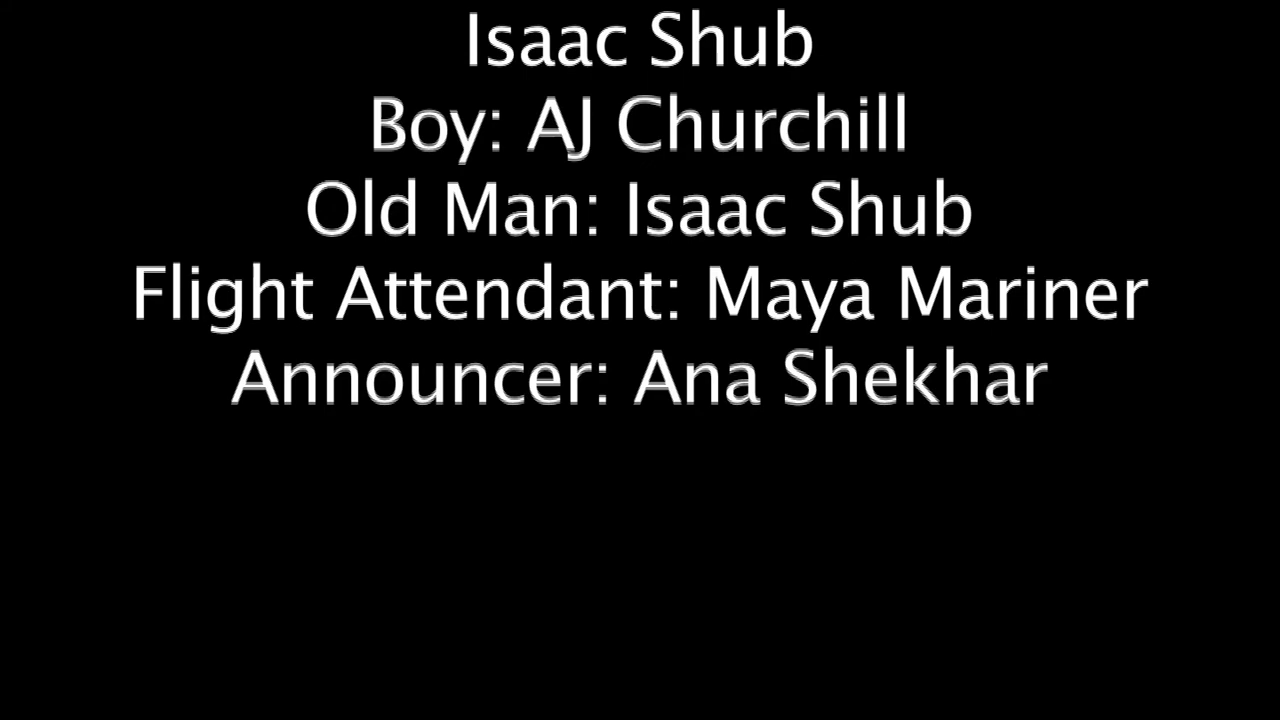 Isaac Shub
Boy: AJ Churchill
Old Man: Isaac Shub
Flight Attendant: Maya Mariner
Announcer: Ana Shekhar